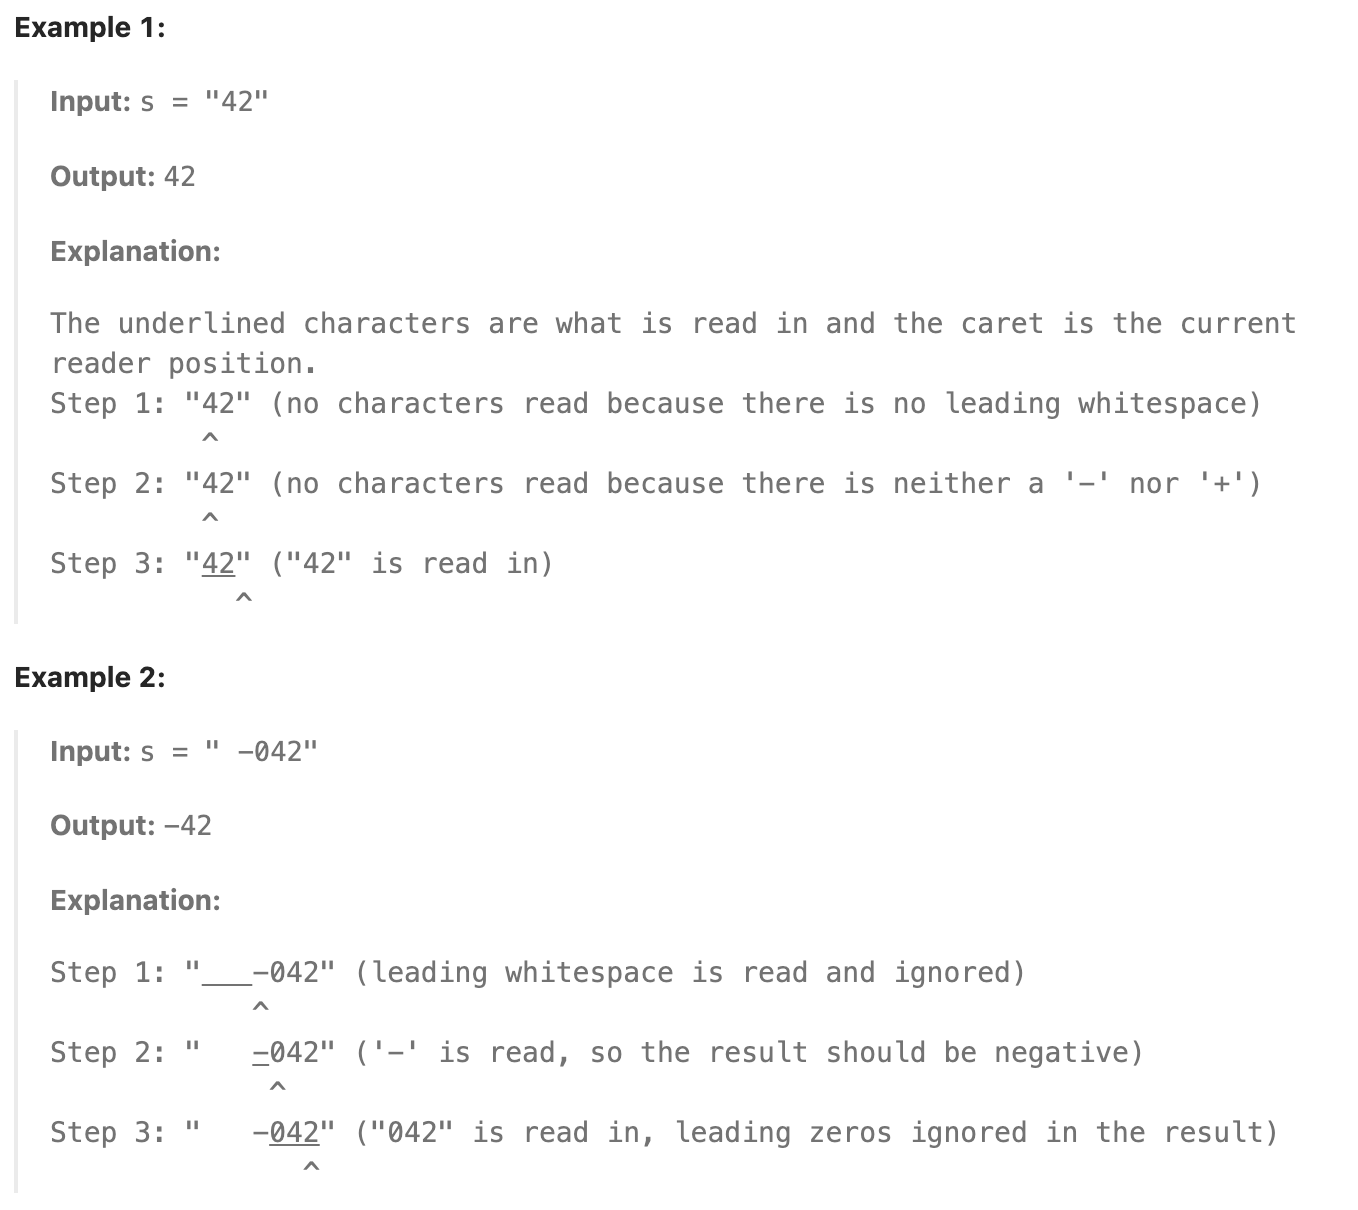 Example 1:
Input: s = "42"
Output: 42
Explanation:
The underlined characters are what is read in and the caret is the current
reader position.
Step 1: "42" (no characters read because there is no leading whitespace)
         ^
Step 2: "42" (no characters read because there is neither a '-' nor '+')
         ^
Step 3: "42" ("42" is read in)
           ^
Example 2:
Input: s = " -042"
Output: -42
Explanation:
Step 1: "___-042" (leading whitespace is read and ignored)
            ^
Step 2: "   -042" ('-' is read, so the result should be negative)
             ^
Step 3: "   -042" ("042" is read in, leading zeros ignored in the result)
               ^